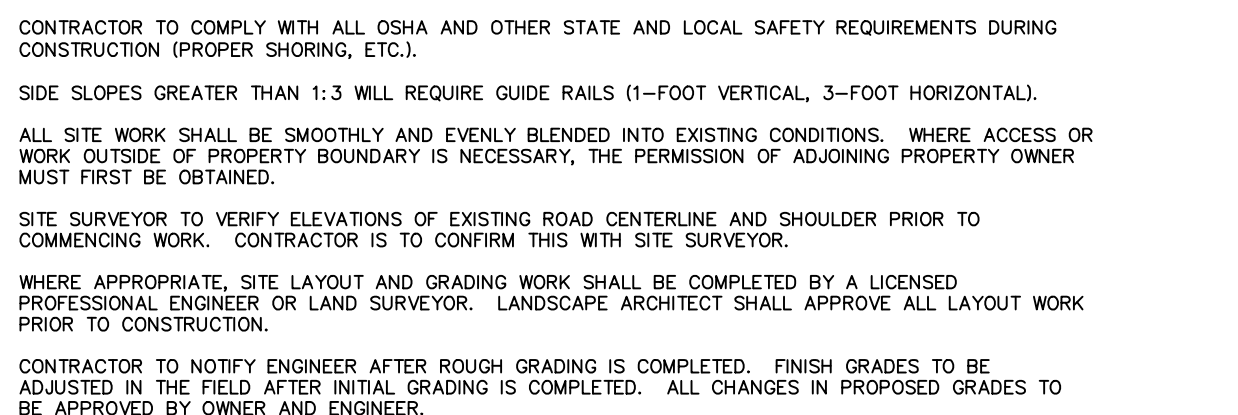 CONTRACTOR TO COMPLY WITH ALL OSHA AND OTHER STATE AND LOCAL SAFETY REQUIREMENTS DURING
CONSTRUCTION (PROPER SHORING, ETC.).
SIDE SLOPES GREATER THAN 1:3 WILL REQUIRE GUIDE RAILS (1-FOOT VERTICAL, 3-FOOT HORIZONTAL).
ALL SITE WORK SHALL BE SMOOTHLY AND EVENLY BLENDED INTO EXISTING CONDITIONS. WHERE ACCESS OR
WORK OUTSIDE OF PROPERTY BOUNDARY IS NECESSARY, THE PERMISSION OF ADJOINING PROPERTY OWNER
MUST FIRST BE OBTAINED.
SITE SURVEYOR TO VERIFY ELEVATIONS OF EXISTING ROAD CENTERLINE AND SHOULDER PRIOR TO
COMMENCING WORK. CONTRACTOR IS TO CONFIRM THIS WITH SITE SURVEYOR.
WHERE APPROPRIATE, SITE LAYOUT AND GRADING WORK SHALL BE COMPLETED BY A LICENSED
PROFESSIONAL ENGINEER OR LAND SURVEYOR. LANDSCAPE ARCHITECT SHALL APPROVE ALL LAYOUT WORK
PRIOR TO CONSTRUCTION.
CONTRACTOR TO NOTIFY ENGINEER AFTER ROUGH GRADING IS COMPLETED. FINISH GRADES TO BE
ADJUSTED IN THE FIELD AFTER INITIAL GRADING IS COMPLETED. ALL CHANGES IN PROPOSED GRADES TO
BE APPROVED BY OWNER AND ENGINEER.